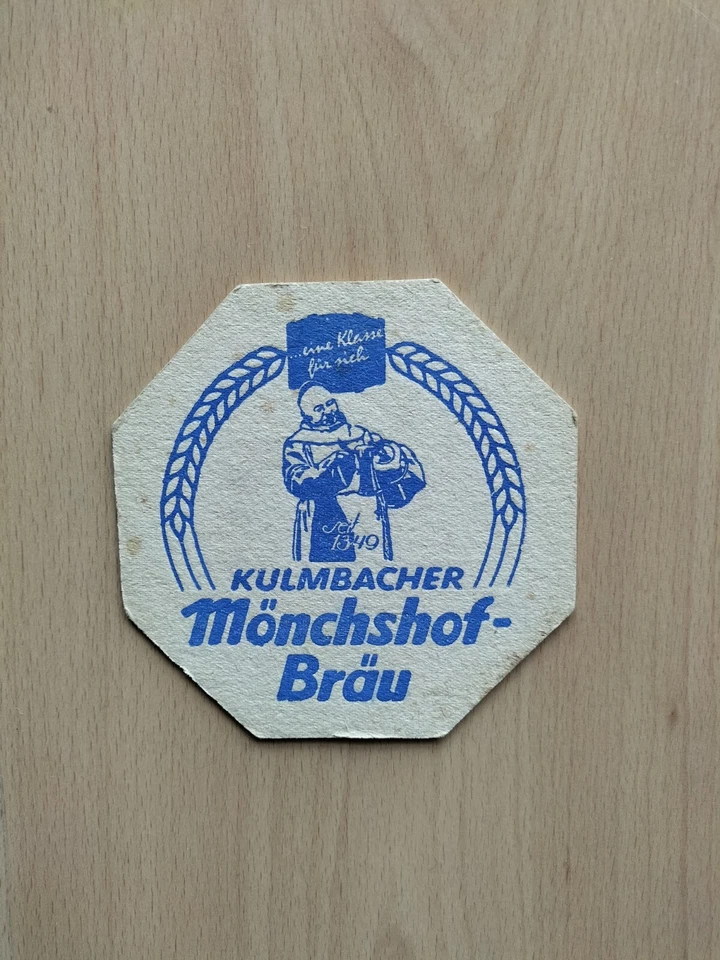 ...eine Klasse
für sich
seit
1349
KULMBACHER
Mönchshof-
Bräu